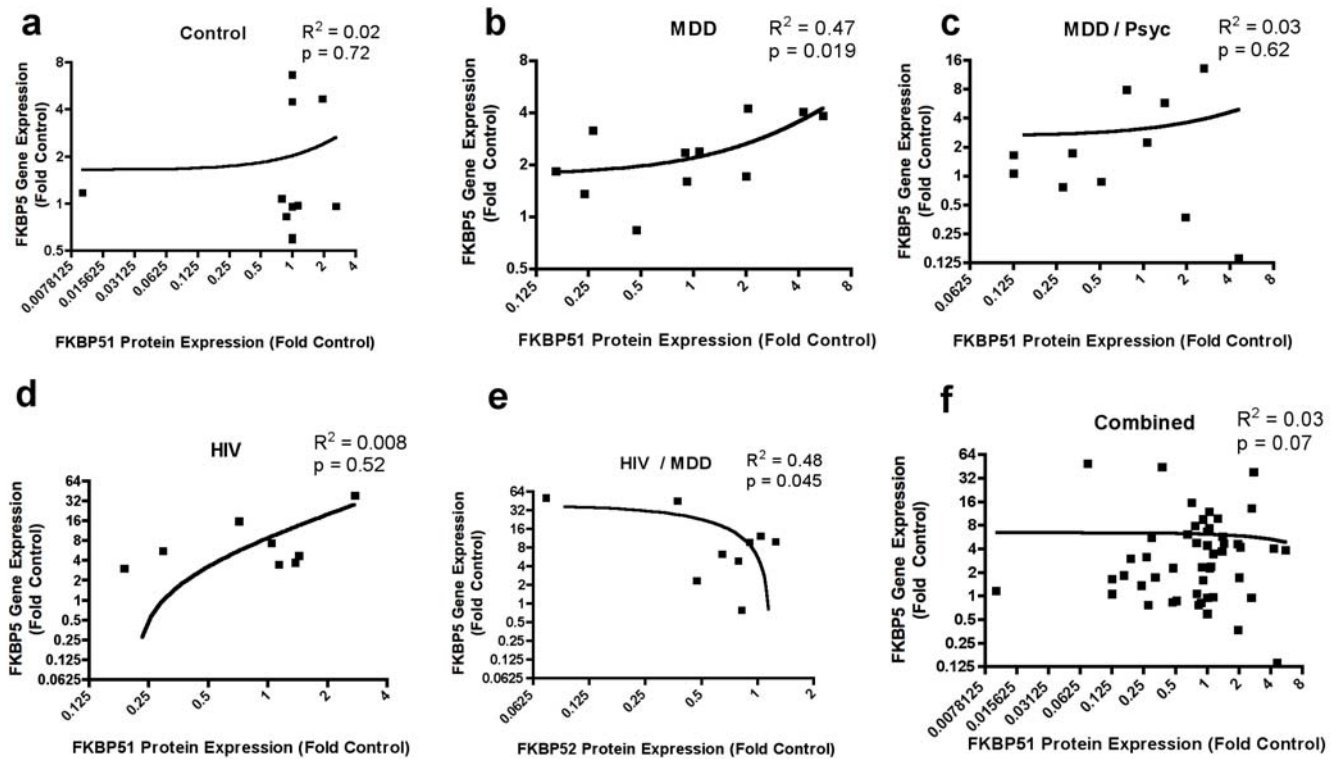 a
Control
R² = 0.02
p = 0.72
FKBP5 Gene Expression
(Fold Control)
8
4
2
1
0.5
0.0078125
0.015625
0.03125
0.0625
0.125
0.25
0.5
1
2
4
FKBP51 Protein Expression (Fold Control)
b
MDD
R² = 0.47
p = 0.019
FKBP5 Gene Expression
(Fold Control)
8
4
2
1
0.5
0.125
0.25
0.5
1
2
4
8
FKBP51 Protein Expression (Fold Control)
c
MDD / Psyc
R² = 0.03
p = 0.62
FKBP5 Gene Expression
(Fold Control)
16
8
4
2
1
0.5
0.25
0.125
0.0625
0.125
0.25
0.5
1
2
4
8
FKBP51 Protein Expression (Fold Control)
d
HIV
R² = 0.008
p = 0.52
FKBP5 Gene Expression
(Fold Control)
64
32
16
8
4
2
1
0.5
0.25
0.125
0.0625
0.125
0.25
0.5
1
2
4
FKBP51 Protein Expression (Fold Control)
e
HIV / MDD
R² = 0.48
p = 0.045
FKBP5 Gene Expression
(Fold Control)
64
32
16
8
4
2
1
0.5
0.25
0.125
0.0625
0.0625
0.125
0.25
0.5
1
2
FKBP52 Protein Expression (Fold Control)
f
Combined
R² = 0.03
p = 0.07
FKBP5 Gene Expression
(Fold Control)
64
32
16
8
4
2
1
0.5
0.25
0.125
0.0078125
0.015625
0.03125
0.0625
0.125
0.25
0.5
1
2
4
8
FKBP51 Protein Expression (Fold Control)